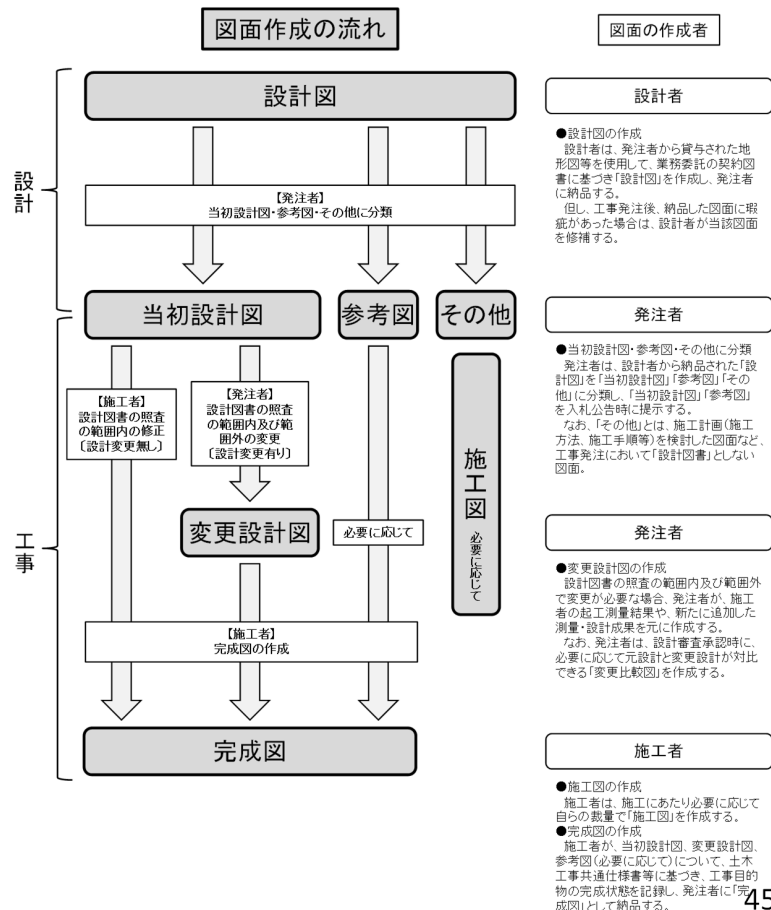 図面作成の流れ
図面の作成者
設計
工事
設計図
【発注者】
当初設計図・参考図・その他に分類
当初設計図
参考図
その他
【施工者】
設計図書の照査
の範囲内の修正
〔設計変更無し〕
【発注者】
設計図書の照査
の範囲内及び範
囲外の変更
〔設計変更有り〕
変更設計図
必要に応じて
施工図 必要に応じて
【施工者】
完成図の作成
完成図
設計者
●設計図の作成
設計者は、発注者から貸与された地
形図等を使用して、業務委託の契約図
書に基づき「設計図」を作成し、発注者
に納品する。
但し、工事発注後、納品した図面に瑕
疵があった場合は、設計者が当該図面
を修補する。
発注者
●当初設計図・参考図・その他に分類
発注者は、設計者から納品された「設
計図」を「当初設計図」「参考図」「その
他」に分類し、「当初設計図」「参考図」
を入札公告時に提示する。
なお、「その他」とは、施工計画(施工
方法、施工手順等)を検討した図面など、
工事発注において「設計図書」としない
図面。
発注者
●変更設計図の作成
設計図書の照査の範囲内及び範囲外
で変更が必要な場合、発注者が、施工
者の起工測量結果や、新たに追加した
測量・設計成果を元に作成する。
なお、発注者は、設計審査承認時に、
必要に応じて元設計と変更設計が対比
できる「変更比較図」を作成する。
施工者
●施工図の作成
施工者は、施工にあたり必要に応じて
自らの裁量で「施工図」を作成する。
●完成図の作成
施工者が、当初設計図、変更設計図、
参考図(必要に応じて)について、土木
工事共通仕様書等に基づき、工事目的
物の完成状態を記録し、発注者に「完
成図」として納品する。
45